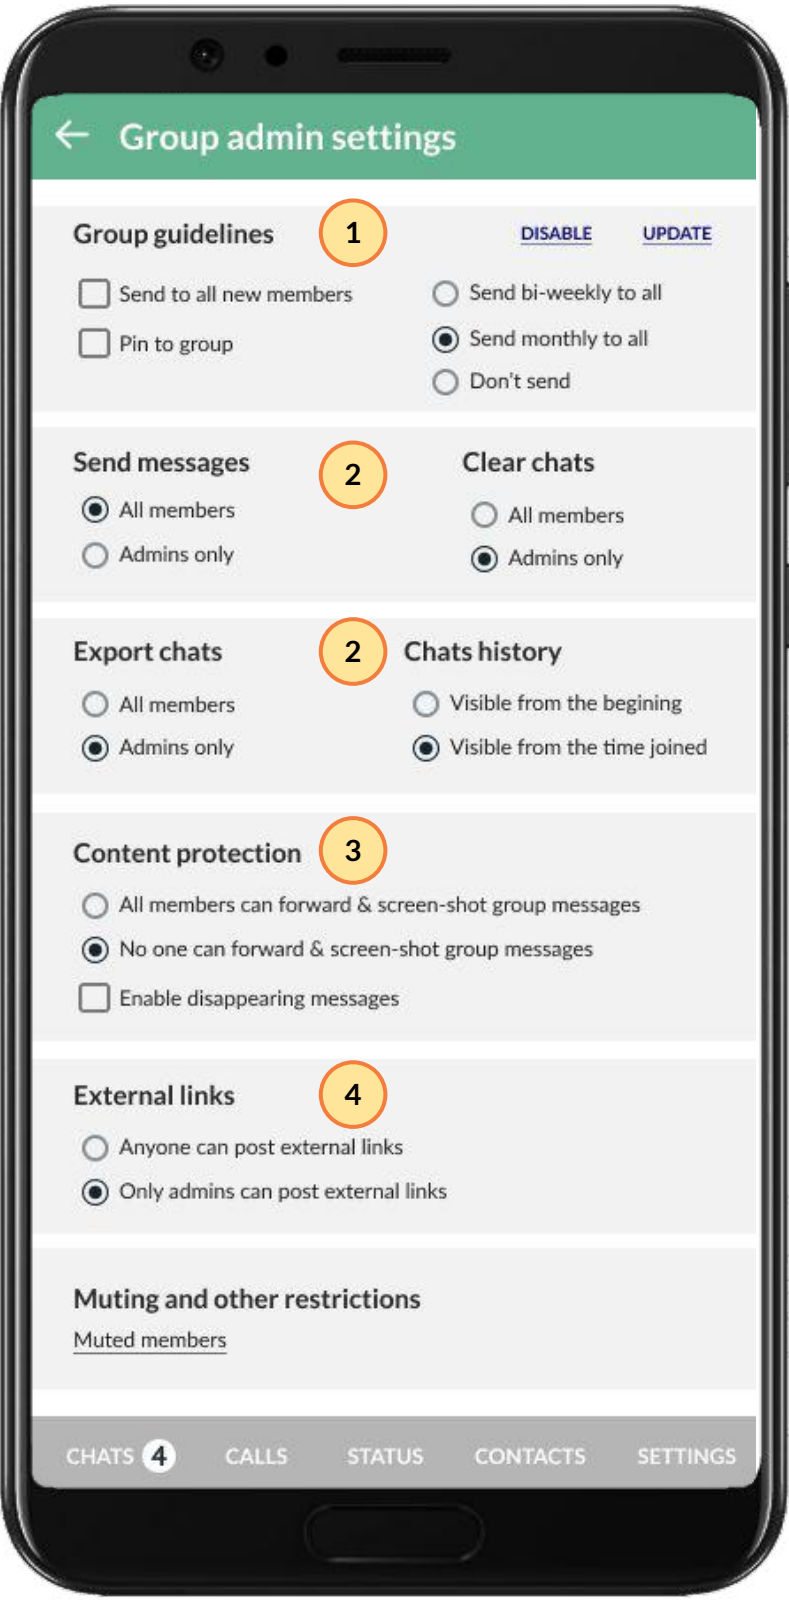 Group admin settings
Group guidelines
1
DISABLE
UPDATE
Send to all new members
Pin to group
Send bi-weekly to all
Send monthly to all
Don't send
Send messages
All members
Admins only
2
Clear chats
All members
Admins only
Export chats
All members
Admins only
2
Chats history
Visible from the begining
Visible from the time joined
Content protection
3
All members can forward & screen-shot group messages
No one can forward & screen-shot group messages
Enable disappearing messages
External links
4
Anyone can post external links
Only admins can post external links
Muting and other restrictions
Muted members
CHATS 4 CALLS STATUS CONTACTS SETTINGS